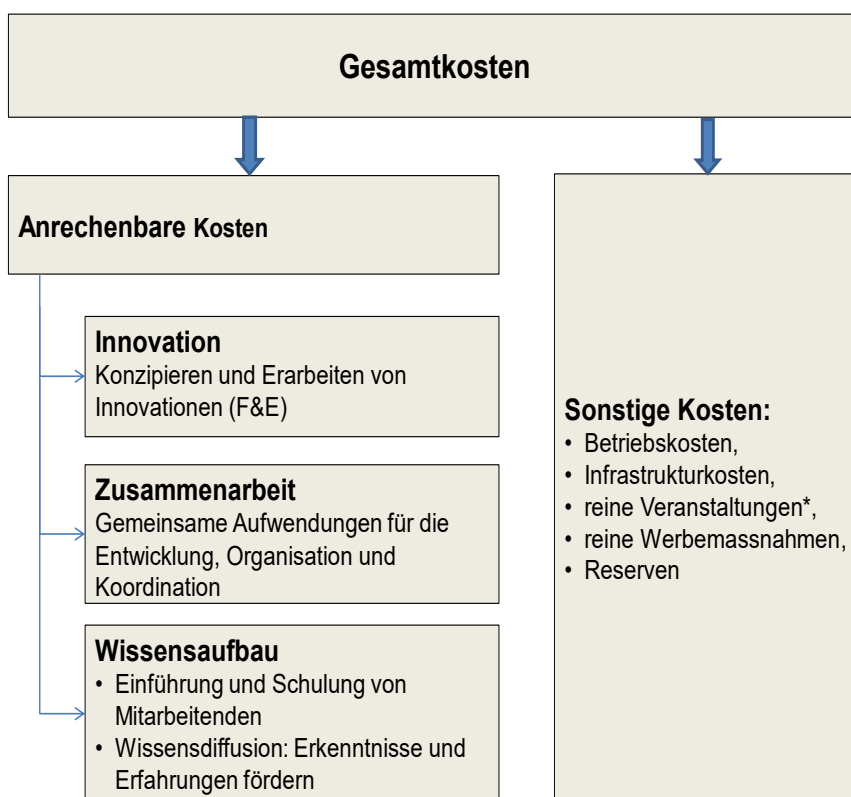 Gesamtkosten
Anrechenbare Kosten
Innovation
Konzipieren und Erarbeiten von
Innovationen (F&E)
Zusammenarbeit
Gemeinsame Aufwendungen für die
Entwicklung, Organisation und
Koordination
Wissensaufbau
• Einführung und Schulung von
Mitarbeitenden
• Wissensdiffusion: Erkenntnisse und
Erfahrungen fördern
Sonstige Kosten:
• Betriebskosten,
• Infrastrukturkosten,
• reine Veranstaltungen*,
• reine Werbemassnahmen,
• Reserven